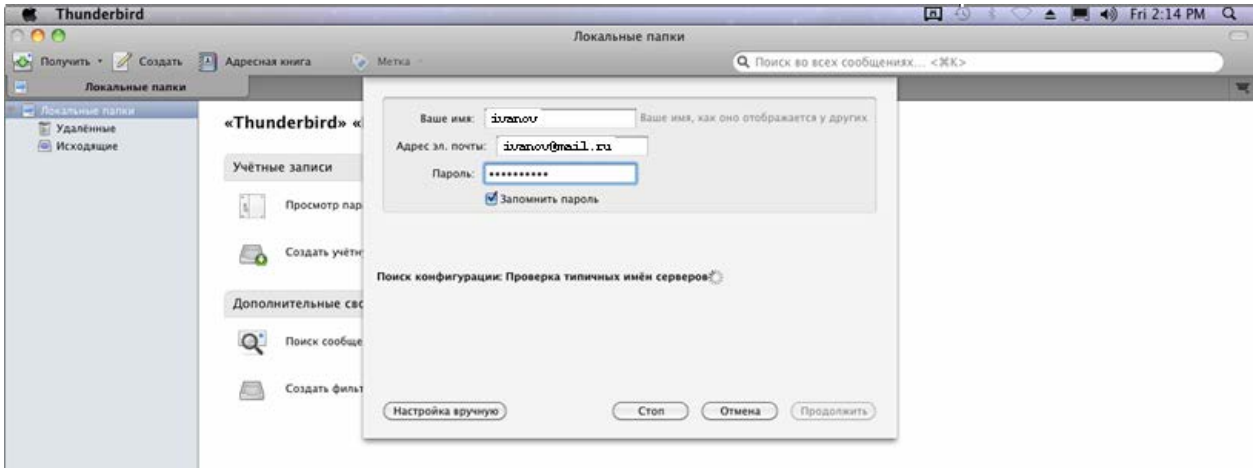 Thunderbird
Fri 2:14 PM
Локальные папки
Получить
Создать
Адресная книга
Метка
Поиск во всех сообщениях... <⌘K>
Локальные папки
Локальные папки
Удалённые
Исходящие
«Thunderbird» «
Учётные записи
Просмотр пар
Создать учётн
Дополнительные сво
Поиск сообще
Создать фильт
Ваше имя: ivanov Ваше имя, как оно отображается у других
Адрес эл. почты: ivanov@mail.ru
Пароль: ••••••••••
Запомнить пароль
Поиск конфигурации: Проверка типичных имён серверов
Настройка вручную
Стоп
Отмена
Продолжить